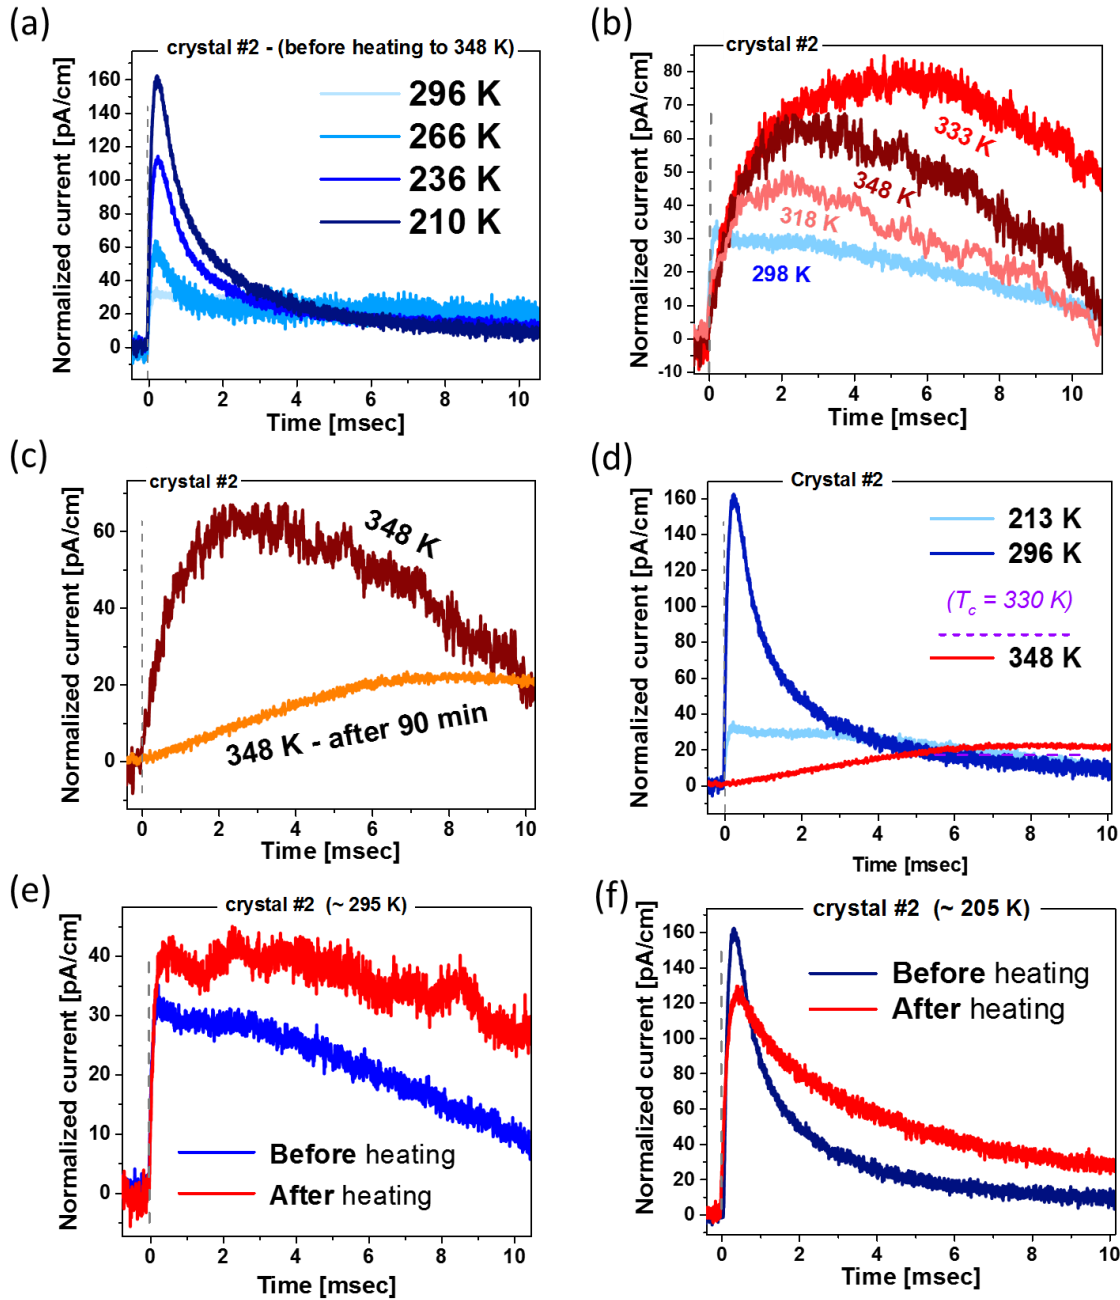 (a)
crystal #2 - (before heating to 348 K)
Normalized current [pA/cm]
160
140
120
100
80
60
40
20
0
296 K
266 K
236 K
210 K
0 2 4 6 8 10
Time [msec]
(b)
crystal #2
Normalized current [pA/cm]
80
70
60
50
40
30
20
10
0
-10
333 K
348 K
318 K
298 K
0 2 4 6 8 10
Time [msec]
(c)
crystal #2
Normalized current [pA/cm]
60
40
20
0
348 K
348 K - after 90 min
0 2 4 6 8 10
Time [msec]
(d)
Crystal #2
Normalized current [pA/cm]
160
140
120
100
80
60
40
20
0
213 K
296 K
(Tc = 330 K)
348 K
0 2 4 6 8 10
Time [msec]
(e)
crystal #2 (~ 295 K)
Normalized current [pA/cm]
40
30
20
10
0
Before heating
After heating
0 2 4 6 8 10
Time [msec]
(f)
crystal #2 (~ 205 K)
Normalized current [pA/cm]
160
140
120
100
80
60
40
20
0
Before heating
After heating
0 2 4 6 8 10
Time [msec]